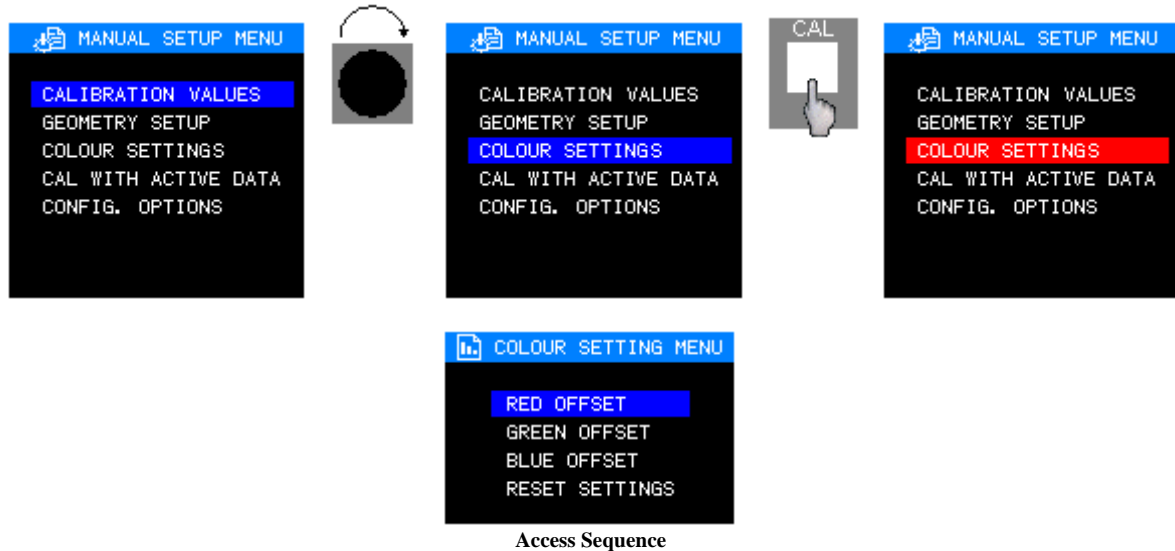 MANUAL SETUP MENU
CALIBRATION VALUES
GEOMETRY SETUP
COLOUR SETTINGS
CAL WITH ACTIVE DATA
CONFIG. OPTIONS
MANUAL SETUP MENU
CALIBRATION VALUES
GEOMETRY SETUP
COLOUR SETTINGS
CAL WITH ACTIVE DATA
CONFIG. OPTIONS
CAL
MANUAL SETUP MENU
CALIBRATION VALUES
GEOMETRY SETUP
COLOUR SETTINGS
CAL WITH ACTIVE DATA
CONFIG. OPTIONS
COLOUR SETTING MENU
RED OFFSET
GREEN OFFSET
BLUE OFFSET
RESET SETTINGS
Access Sequence